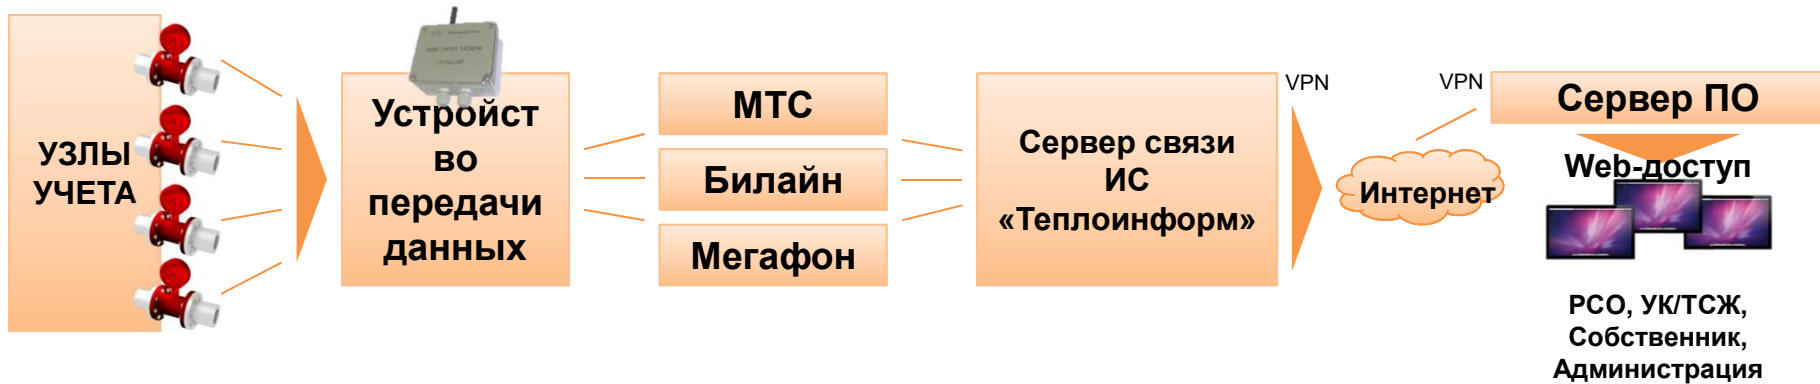 УЗЛЫ
УЧЕТА
Устройст
во
передачи
данных
МТС
Билайн
Мегафон
Сервер связи
ИС
«Теплоинформ»
VPN
Интернет
VPN
Сервер ПО
Web-доступ
РСО, УК/ТСЖ,
Собственник,
Администрация